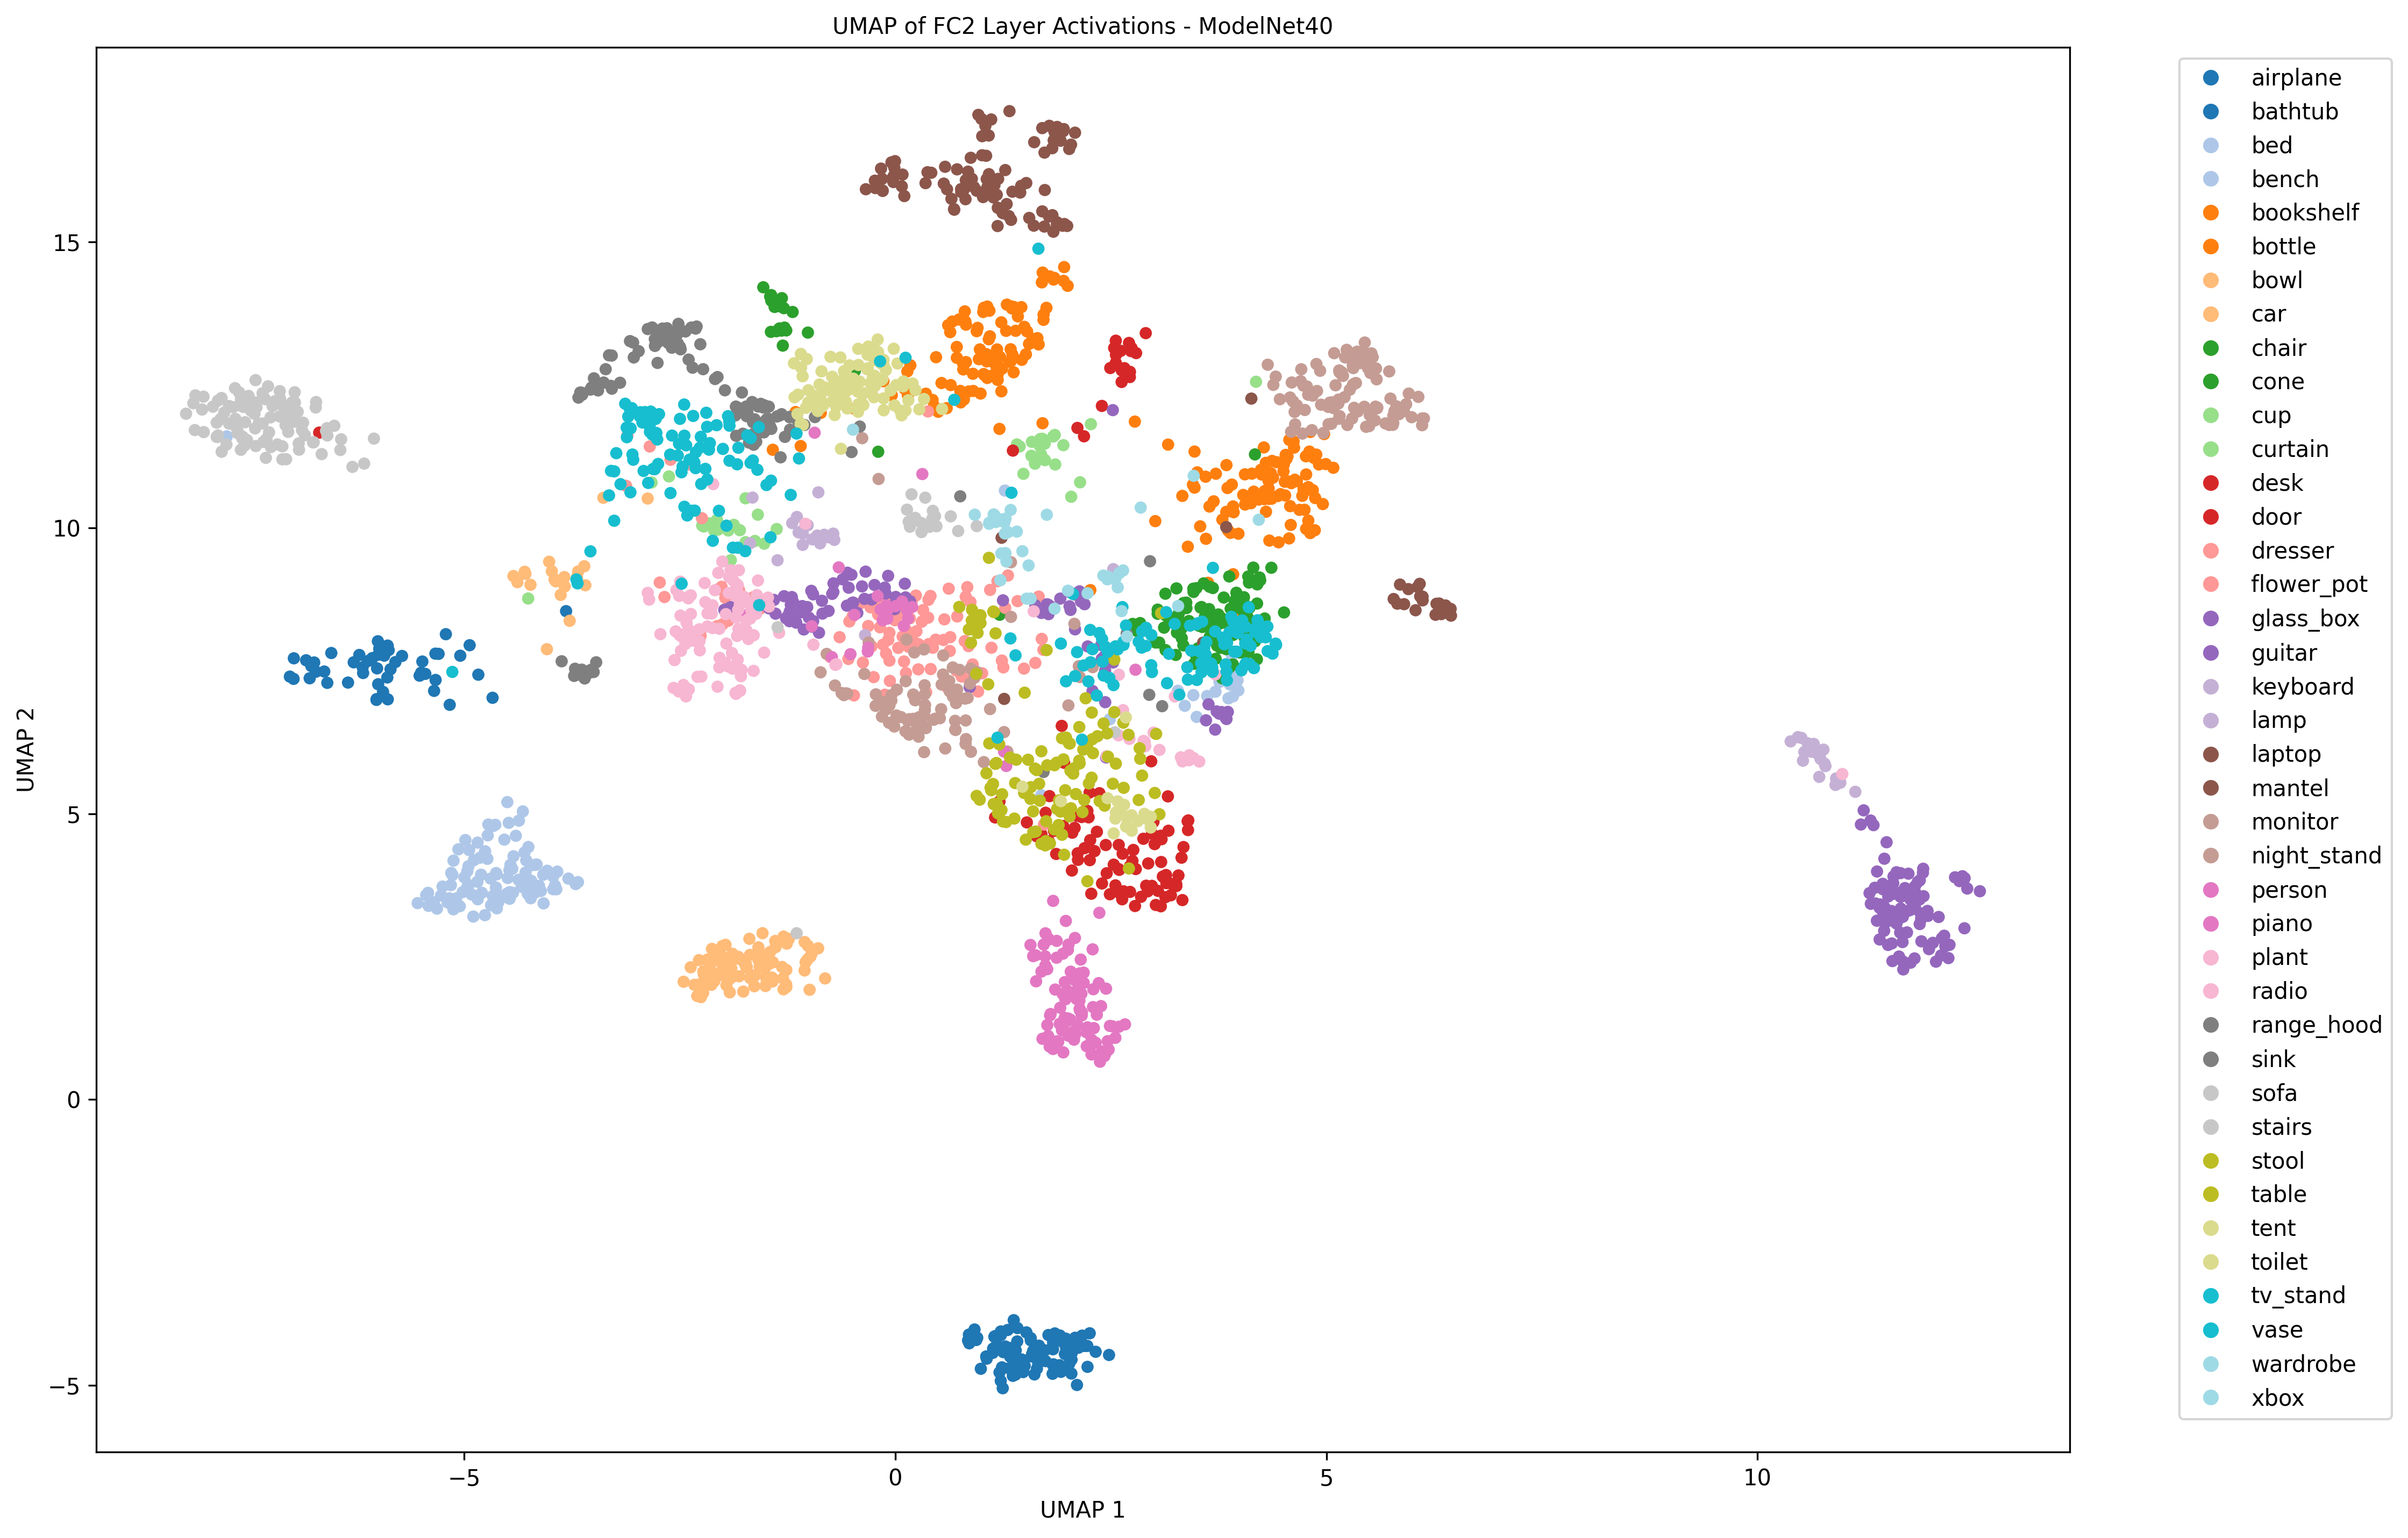 UMAP of FC2 Layer Activations - ModelNet40
15
10
5
0
−5
UMAP 2
−5
0
5
10
UMAP 1
airplane
bathtub
bed
bench
bookshelf
bottle
bowl
car
chair
cone
cup
curtain
desk
door
dresser
flower_pot
glass_box
guitar
keyboard
lamp
laptop
mantel
monitor
night_stand
person
piano
plant
radio
range_hood
sink
sofa
stairs
stool
table
tent
toilet
tv_stand
vase
wardrobe
xbox